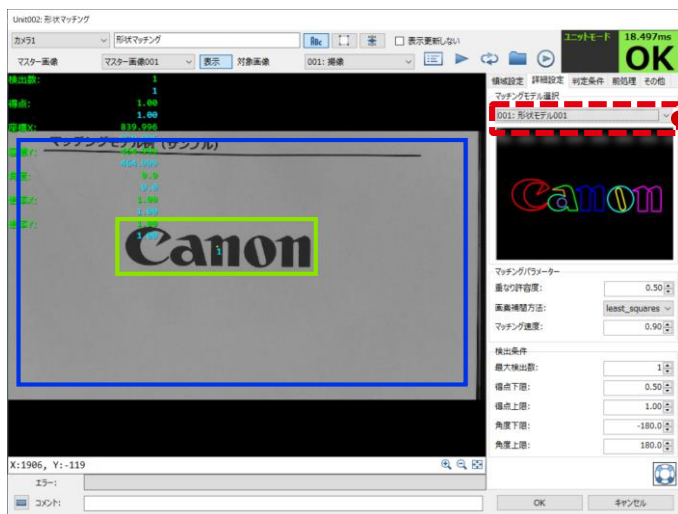 Unit002: 形状マッチング
カメラ1
形状マッチング
ABC
表示更新しない
ユニットモード
18.497ms
OK
マスター画像
マスター画像001
表示
対象画像
001: 撮像
検出数: 1
1
得点: 1.00
1.00
座標X: 839.996
マッチングモデル例 (サンプル)
座標Y:
464.999
角度: 0.0
0.0
1.00
1.00
1.00
1.00
Canon
1
領域設定 詳細設定 判定条件 前処理 その他
マッチングモデル選択
001: 形状モデル001
Canon
マッチングパラメーター
重なり許容度: 0.50
画素補間方法: least_squares
マッチング速度: 0.90
検出条件
最大検出数: 1
得点下限: 0.50
得点上限: 1.00
角度下限: -180.0
角度上限: 180.0
X:1906, Y:-119
エラー:
コメント:
OK
キャンセル